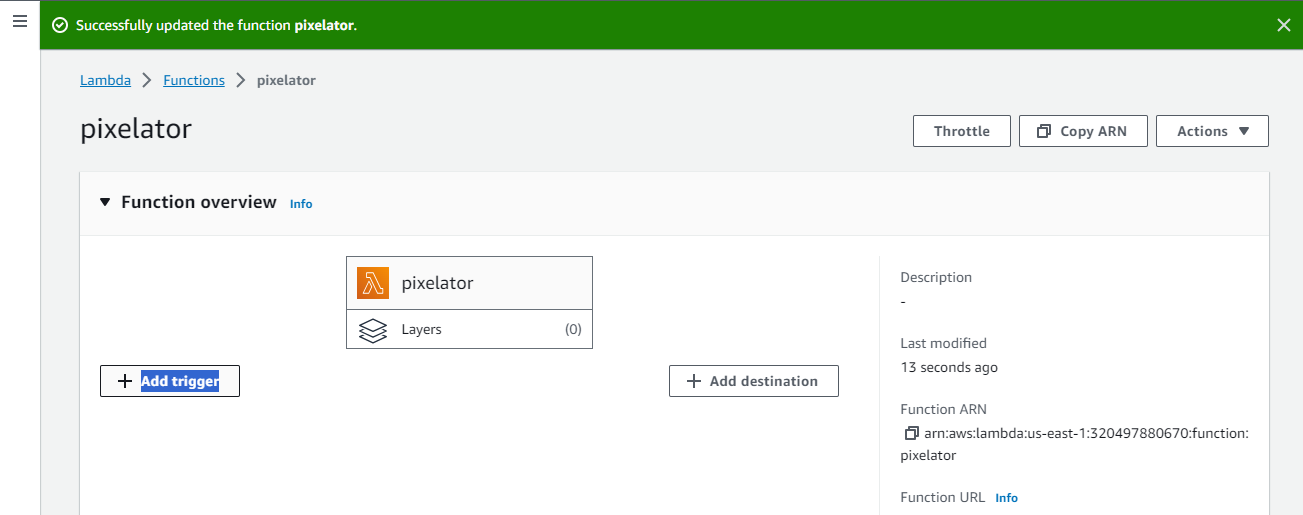 Successfully updated the function pixelator.
Lambda > Functions > pixelator
pixelator
Throttle
Copy ARN
Actions
Function overview Info
pixelator
Layers (0)
Add trigger
Add destination
Description
-
Last modified
13 seconds ago
Function ARN
arn:aws:lambda:us-east-1:320497880670:function:
pixelator
Function URL Info